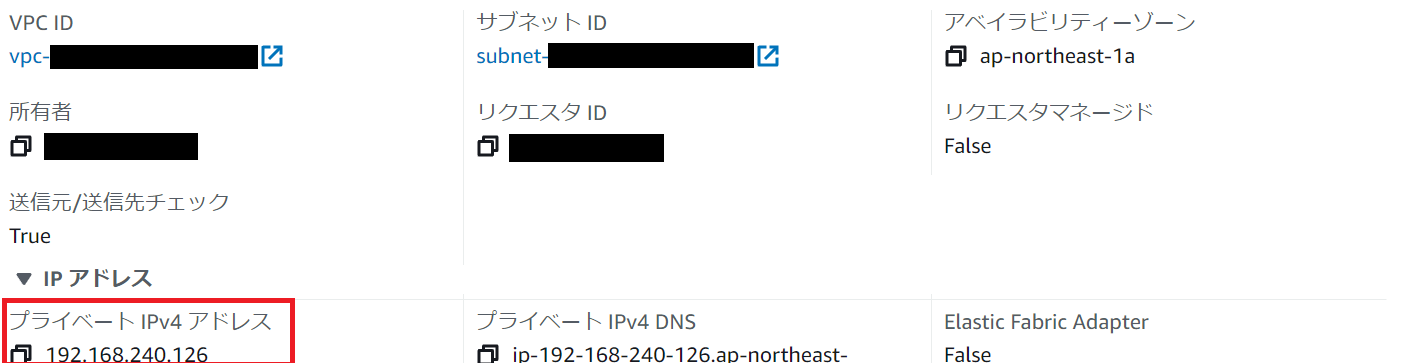 VPC ID
vpc-
サブネット ID
subnet-
アベイラビリティーゾーン
ap-northeast-1a
所有者
リクエスタ ID
リクエスタマネージド
False
送信元/送信先チェック
True
IP アドレス
プライベート IPv4 アドレス
192.168.240.126
プライベート IPv4 DNS
ip-192-168-240-126.ap-northeast-
Elastic Fabric Adapter
False